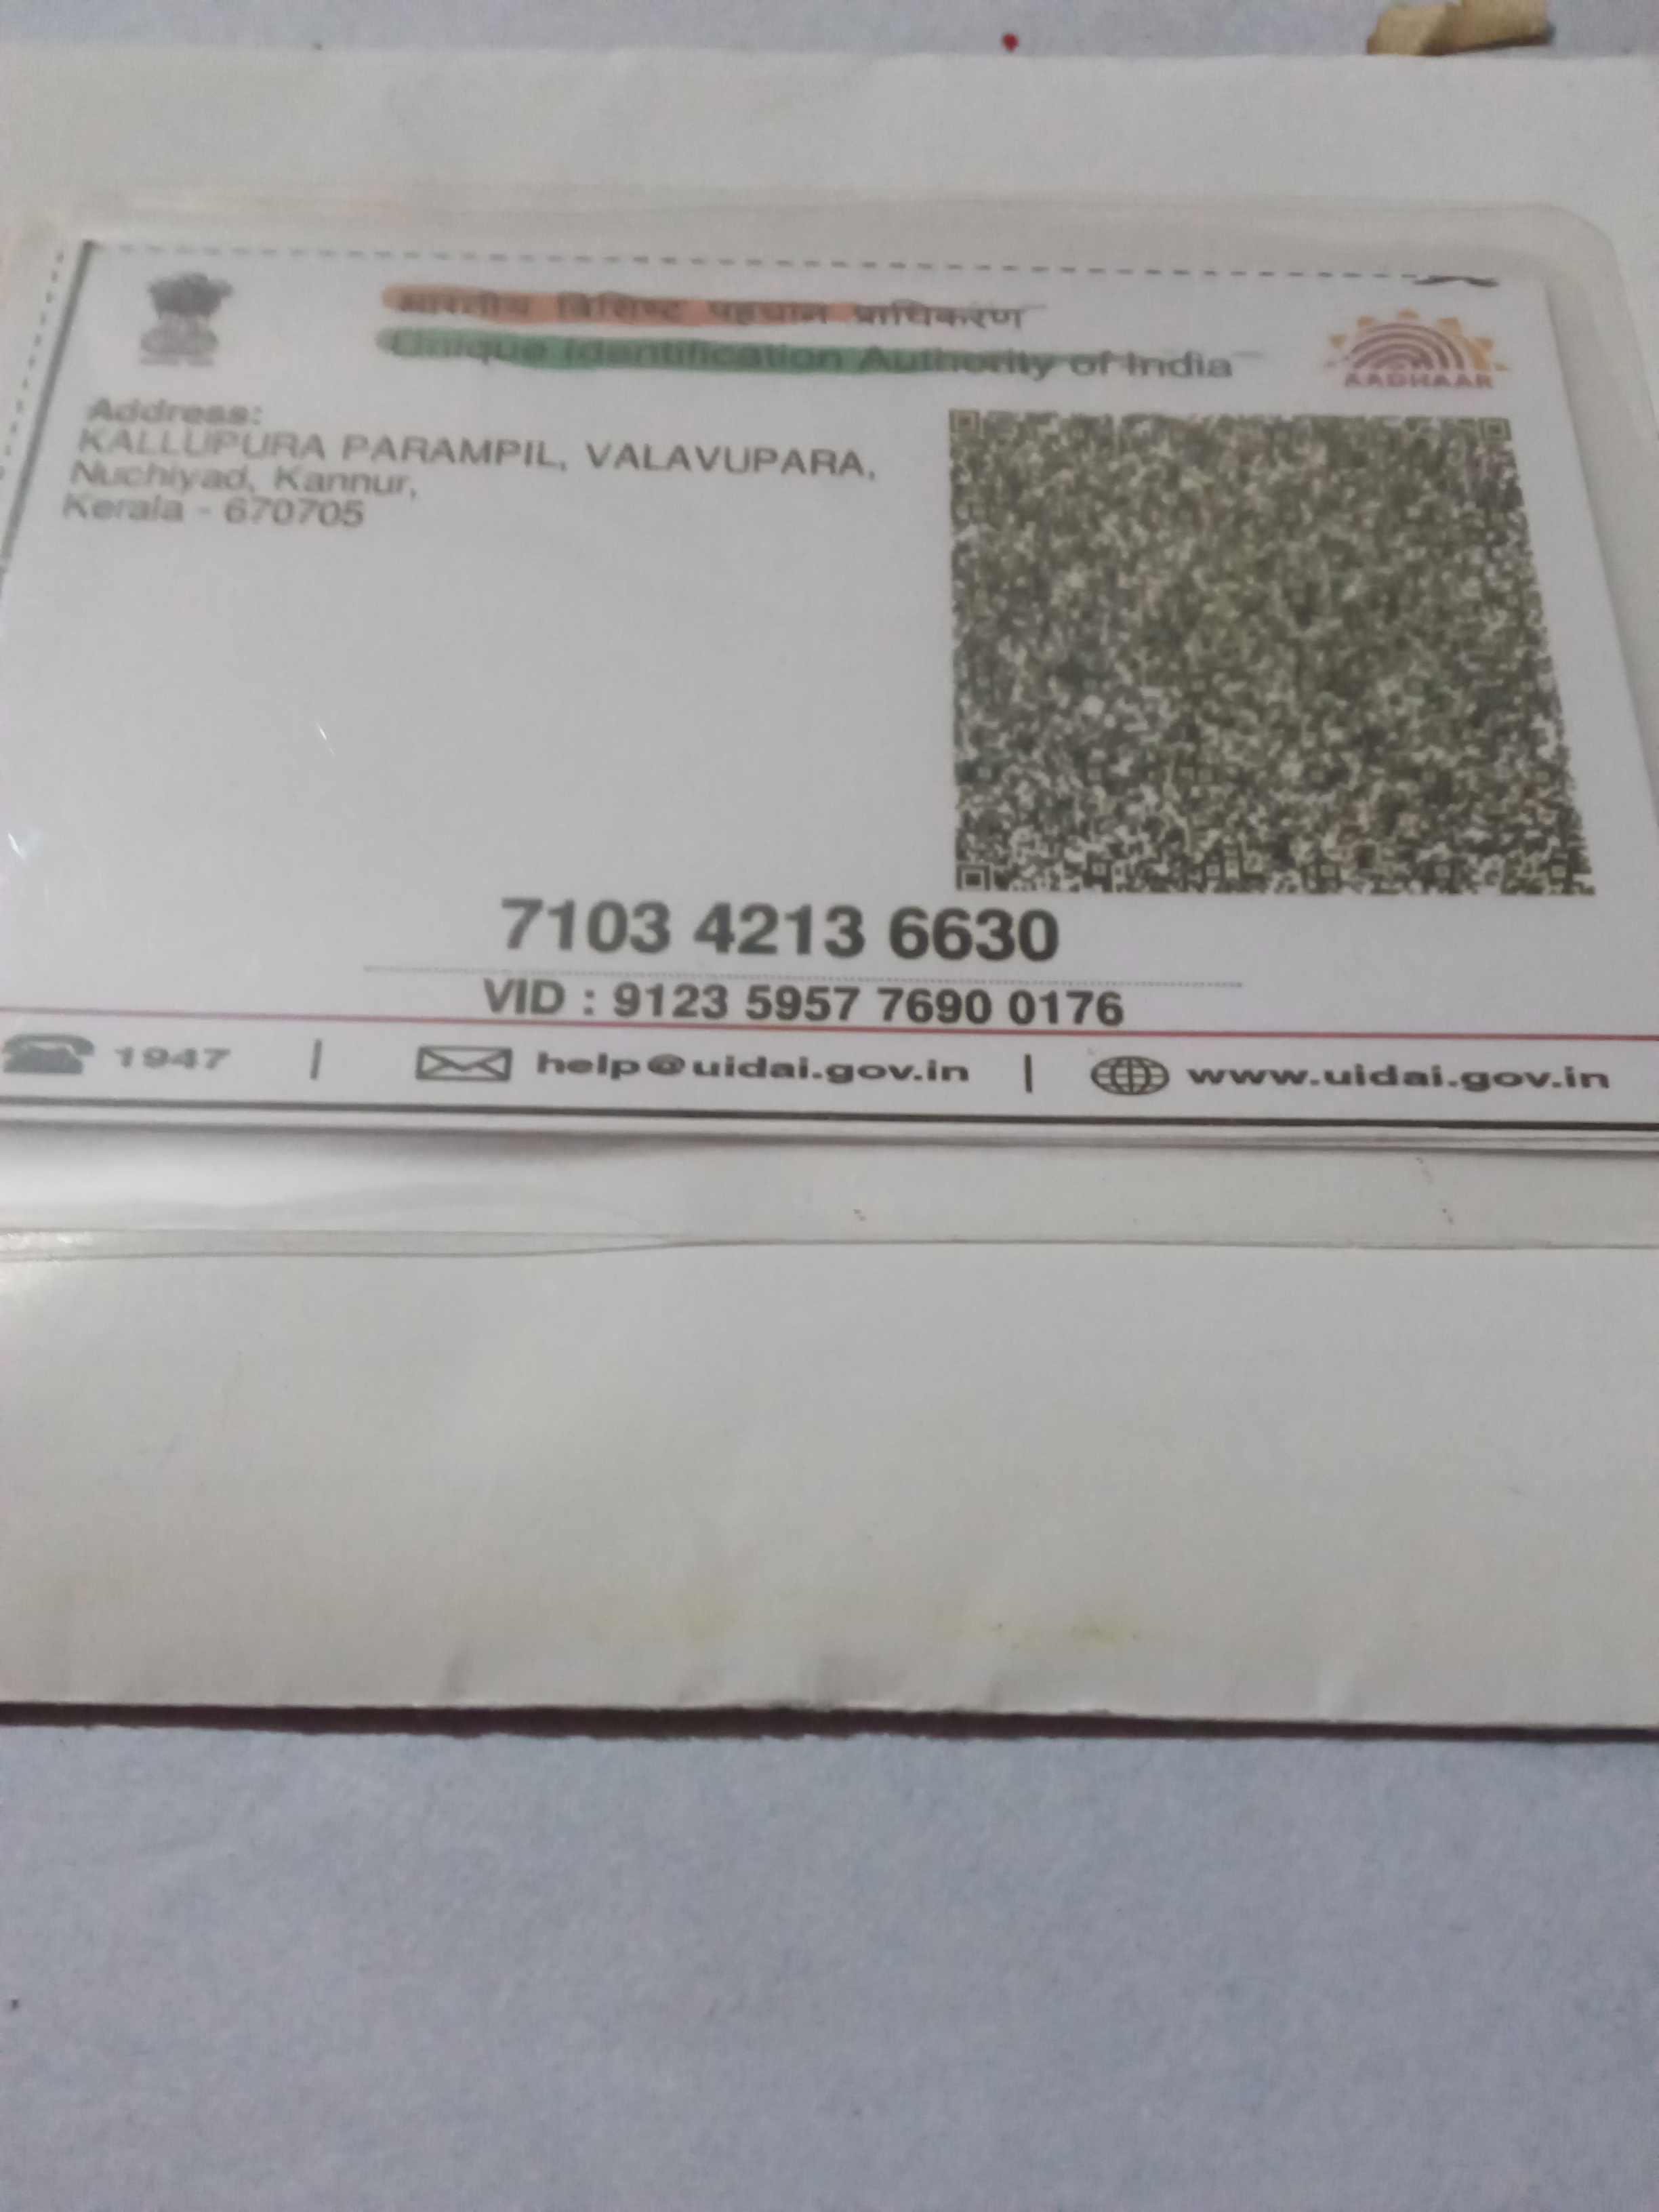 भारतीय विशिष्ट पहचान प्राधिकरण
Unique Identification Authority of India
AADHAAR
Address:
KALLUPURA PARAMPIL, VALAVUPARA,
Nuchiyad, Kannur,
Kerala - 670705
7103 4213 6630
VID : 9123 5957 7690 0176
1947 | help@uidai.gov.in | www.uidai.gov.in